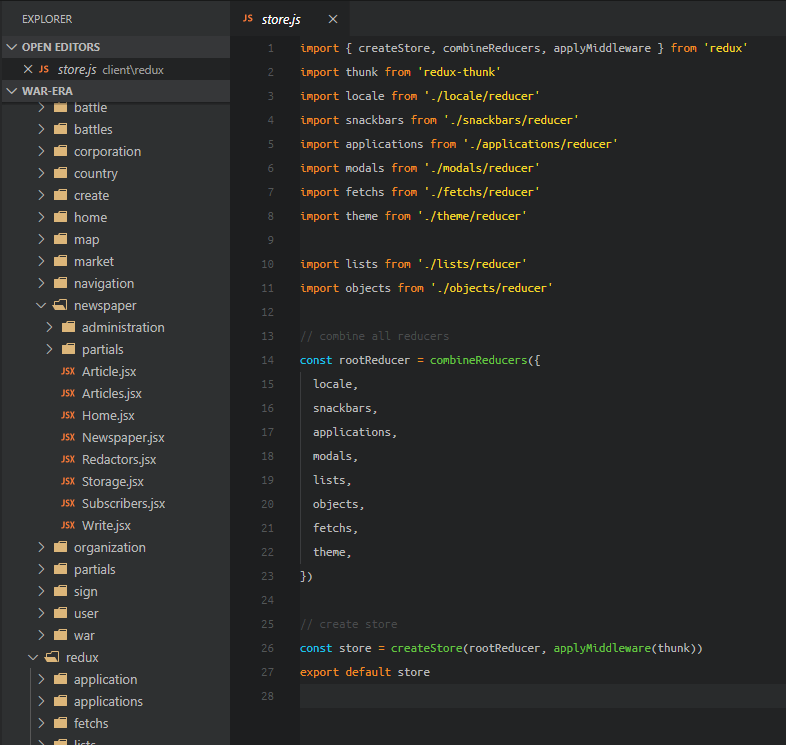 EXPLORER
OPEN EDITORS
JS store.js client\redux
WAR-ERA
battle
battles
corporation
country
create
home
map
market
navigation
newspaper
administration
partials
JSX Article.jsx
JSX Articles.jsx
JSX Home.jsx
JSX Newspaper.jsx
JSX Redactors.jsx
JSX Storage.jsx
JSX Subscribers.jsx
JSX Write.jsx
organization
partials
sign
user
war
redux
application
applications
fetchs
lists
JS store.js
1 import { createStore, combineReducers, applyMiddleware } from 'redux'
2 import thunk from 'redux-thunk'
3 import locale from './locale/reducer'
4 import snackbars from './snackbars/reducer'
5 import applications from './applications/reducer'
6 import modals from './modals/reducer'
7 import fetchs from './fetchs/reducer'
8 import theme from './theme/reducer'
9
10 import lists from './lists/reducer'
11 import objects from './objects/reducer'
12
13 // combine all reducers
14 const rootReducer = combineReducers({
15   locale,
16   snackbars,
17   applications,
18   modals,
19   lists,
20   objects,
21   fetchs,
22   theme,
23 })
24
25 // create store
26 const store = createStore(rootReducer, applyMiddleware(thunk))
27 export default store
28